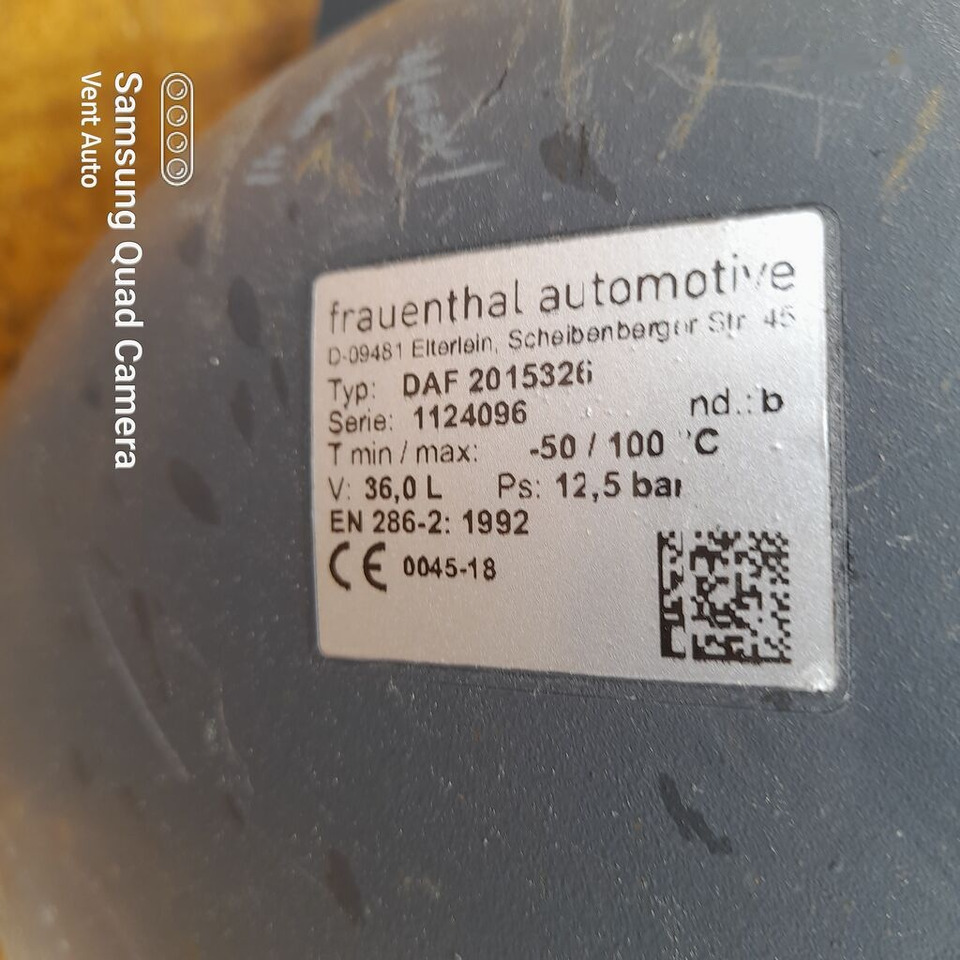 frauenthal automotive
D-09481 Elterlein, Scheibenberger Str. 45
Typ: DAF 2015326
Serie: 1124096 nd.: b
T min / max: -50 / 100 °C
V: 36,0 L Ps: 12,5 bar
EN 286-2: 1992
CE 0045-18
Samsung Quad Camera
Vent Auto